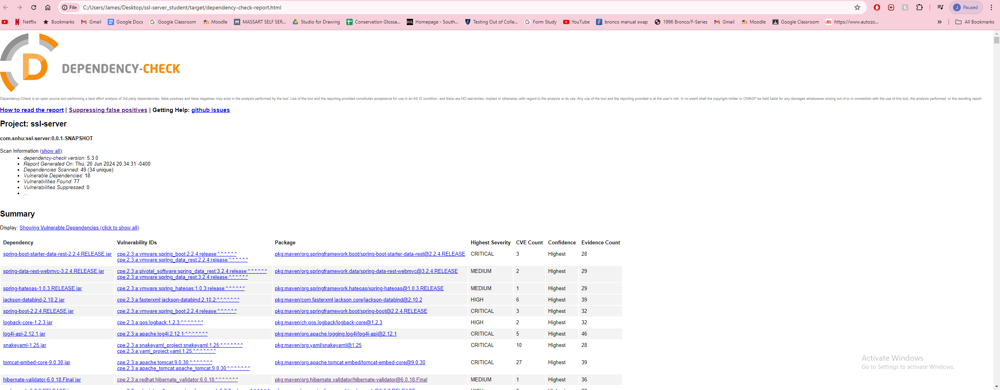 File C:/Users/James/Desktop/ssl-server_student/target/dependency-check-report.html J Paused
Netflix Bookmarks Gmail Google Docs Google Classroom Moodle M MASSART SELF SER... Studio for Drawing Conservation Glossa... D2L Homepage - South... Testing Out of Colle... Form Study YouTube bronco manual swap 1996 Bronco/F-Series Gmail Moodle Google Classroom https://www.autozo... » All Bookmarks
D DEPENDENCY-CHECK
Dependency-Check is an open source tool performing a best effort analysis of 3rd party dependencies; false positives and false negatives may exist in the analysis performed by the tool. Use of the tool and the reporting provided constitutes acceptance for use in an AS IS condition, and there are NO warranties, implied or otherwise, with regard to the analysis or its use. Any use of the tool and the reporting provided is at the user's risk. In no event shall the copyright holder or OWASP be held liable for any damages whatsoever arising out of or in connection with the use of this tool, the analysis performed, or the resulting report.
How to read the report | Suppressing false positives | Getting Help: github issues
Project: ssl-server
com.snhu:ssl-server:0.0.1-SNAPSHOT
Scan Information (show all):
• dependency-check version: 5.3.0
• Report Generated On: Thu, 20 Jun 2024 20:34:31 -0400
• Dependencies Scanned: 49 (34 unique)
• Vulnerable Dependencies: 18
• Vulnerabilities Found: 77
• Vulnerabilities Suppressed: 0
• ...
Summary
Display: Showing Vulnerable Dependencies (click to show all)
Dependency Vulnerability IDs Package Highest Severity CVE Count Confidence Evidence Count
spring-boot-starter-data-rest-2.2.4.RELEASE.jar cpe:2.3:a:vmware:spring_boot:2.2.4:release:*:*:*:*:*:* pkg:maven/org.springframework.boot/spring-boot-starter-data-rest@2.2.4.RELEASE CRITICAL 3 Highest 28
cpe:2.3:a:vmware:spring_data_rest:2.2.4:release:*:*:*:*:*:*
spring-data-rest-webmvc-3.2.4.RELEASE.jar cpe:2.3:a:pivotal_software:spring_data_rest:3.2.4:release:*:*:*:*:*:* pkg:maven/org.springframework.data/spring-data-rest-webmvc@3.2.4.RELEASE MEDIUM 2 Highest 29
cpe:2.3:a:vmware:spring_data_rest:3.2.4:release:*:*:*:*:*:*
spring-hateoas-1.0.3.RELEASE.jar cpe:2.3:a:vmware:spring_hateoas:1.0.3:release:*:*:*:*:*:* pkg:maven/org.springframework.hateoas/spring-hateoas@1.0.3.RELEASE MEDIUM 1 Highest 29
jackson-databind-2.10.2.jar cpe:2.3:a:fasterxml:jackson-databind:2.10.2:*:*:*:*:*:*:* pkg:maven/com.fasterxml.jackson.core/jackson-databind@2.10.2 HIGH 6 Highest 39
spring-boot-2.2.4.RELEASE.jar cpe:2.3:a:vmware:spring_boot:2.2.4:release:*:*:*:*:*:* pkg:maven/org.springframework.boot/spring-boot@2.2.4.RELEASE CRITICAL 3 Highest 32
logback-core-1.2.3.jar cpe:2.3:a:qos:logback:1.2.3:*:*:*:*:*:*:* pkg:maven/ch.qos.logback/logback-core@1.2.3 HIGH 2 Highest 32
log4j-api-2.12.1.jar cpe:2.3:a:apache:log4j:2.12.1:*:*:*:*:*:*:* pkg:maven/org.apache.logging.log4j/log4j-api@2.12.1 CRITICAL 5 Highest 46
snakeyaml-1.25.jar cpe:2.3:a:snakeyaml_project:snakeyaml:1.25:*:*:*:*:*:*:* pkg:maven/org.yaml/snakeyaml@1.25 CRITICAL 10 Highest 28
cpe:2.3:a:yaml_project:yaml:1.25:*:*:*:*:*:*:*
tomcat-embed-core-9.0.30.jar cpe:2.3:a:apache:tomcat:9.0.30:*:*:*:*:*:*:* pkg:maven/org.apache.tomcat.embed/tomcat-embed-core@9.0.30 CRITICAL 27 Highest 39
cpe:2.3:a:apache_tomcat:apache_tomcat:9.0.30:*:*:*:*:*:*:*
hibernate-validator-6.0.18.Final.jar cpe:2.3:a:redhat:hibernate_validator:6.0.18:*:*:*:*:*:*:* pkg:maven/org.hibernate.validator/hibernate-validator@6.0.18.Final MEDIUM 1 Highest 36
Activate Windows
Go to Settings to activate Windows.